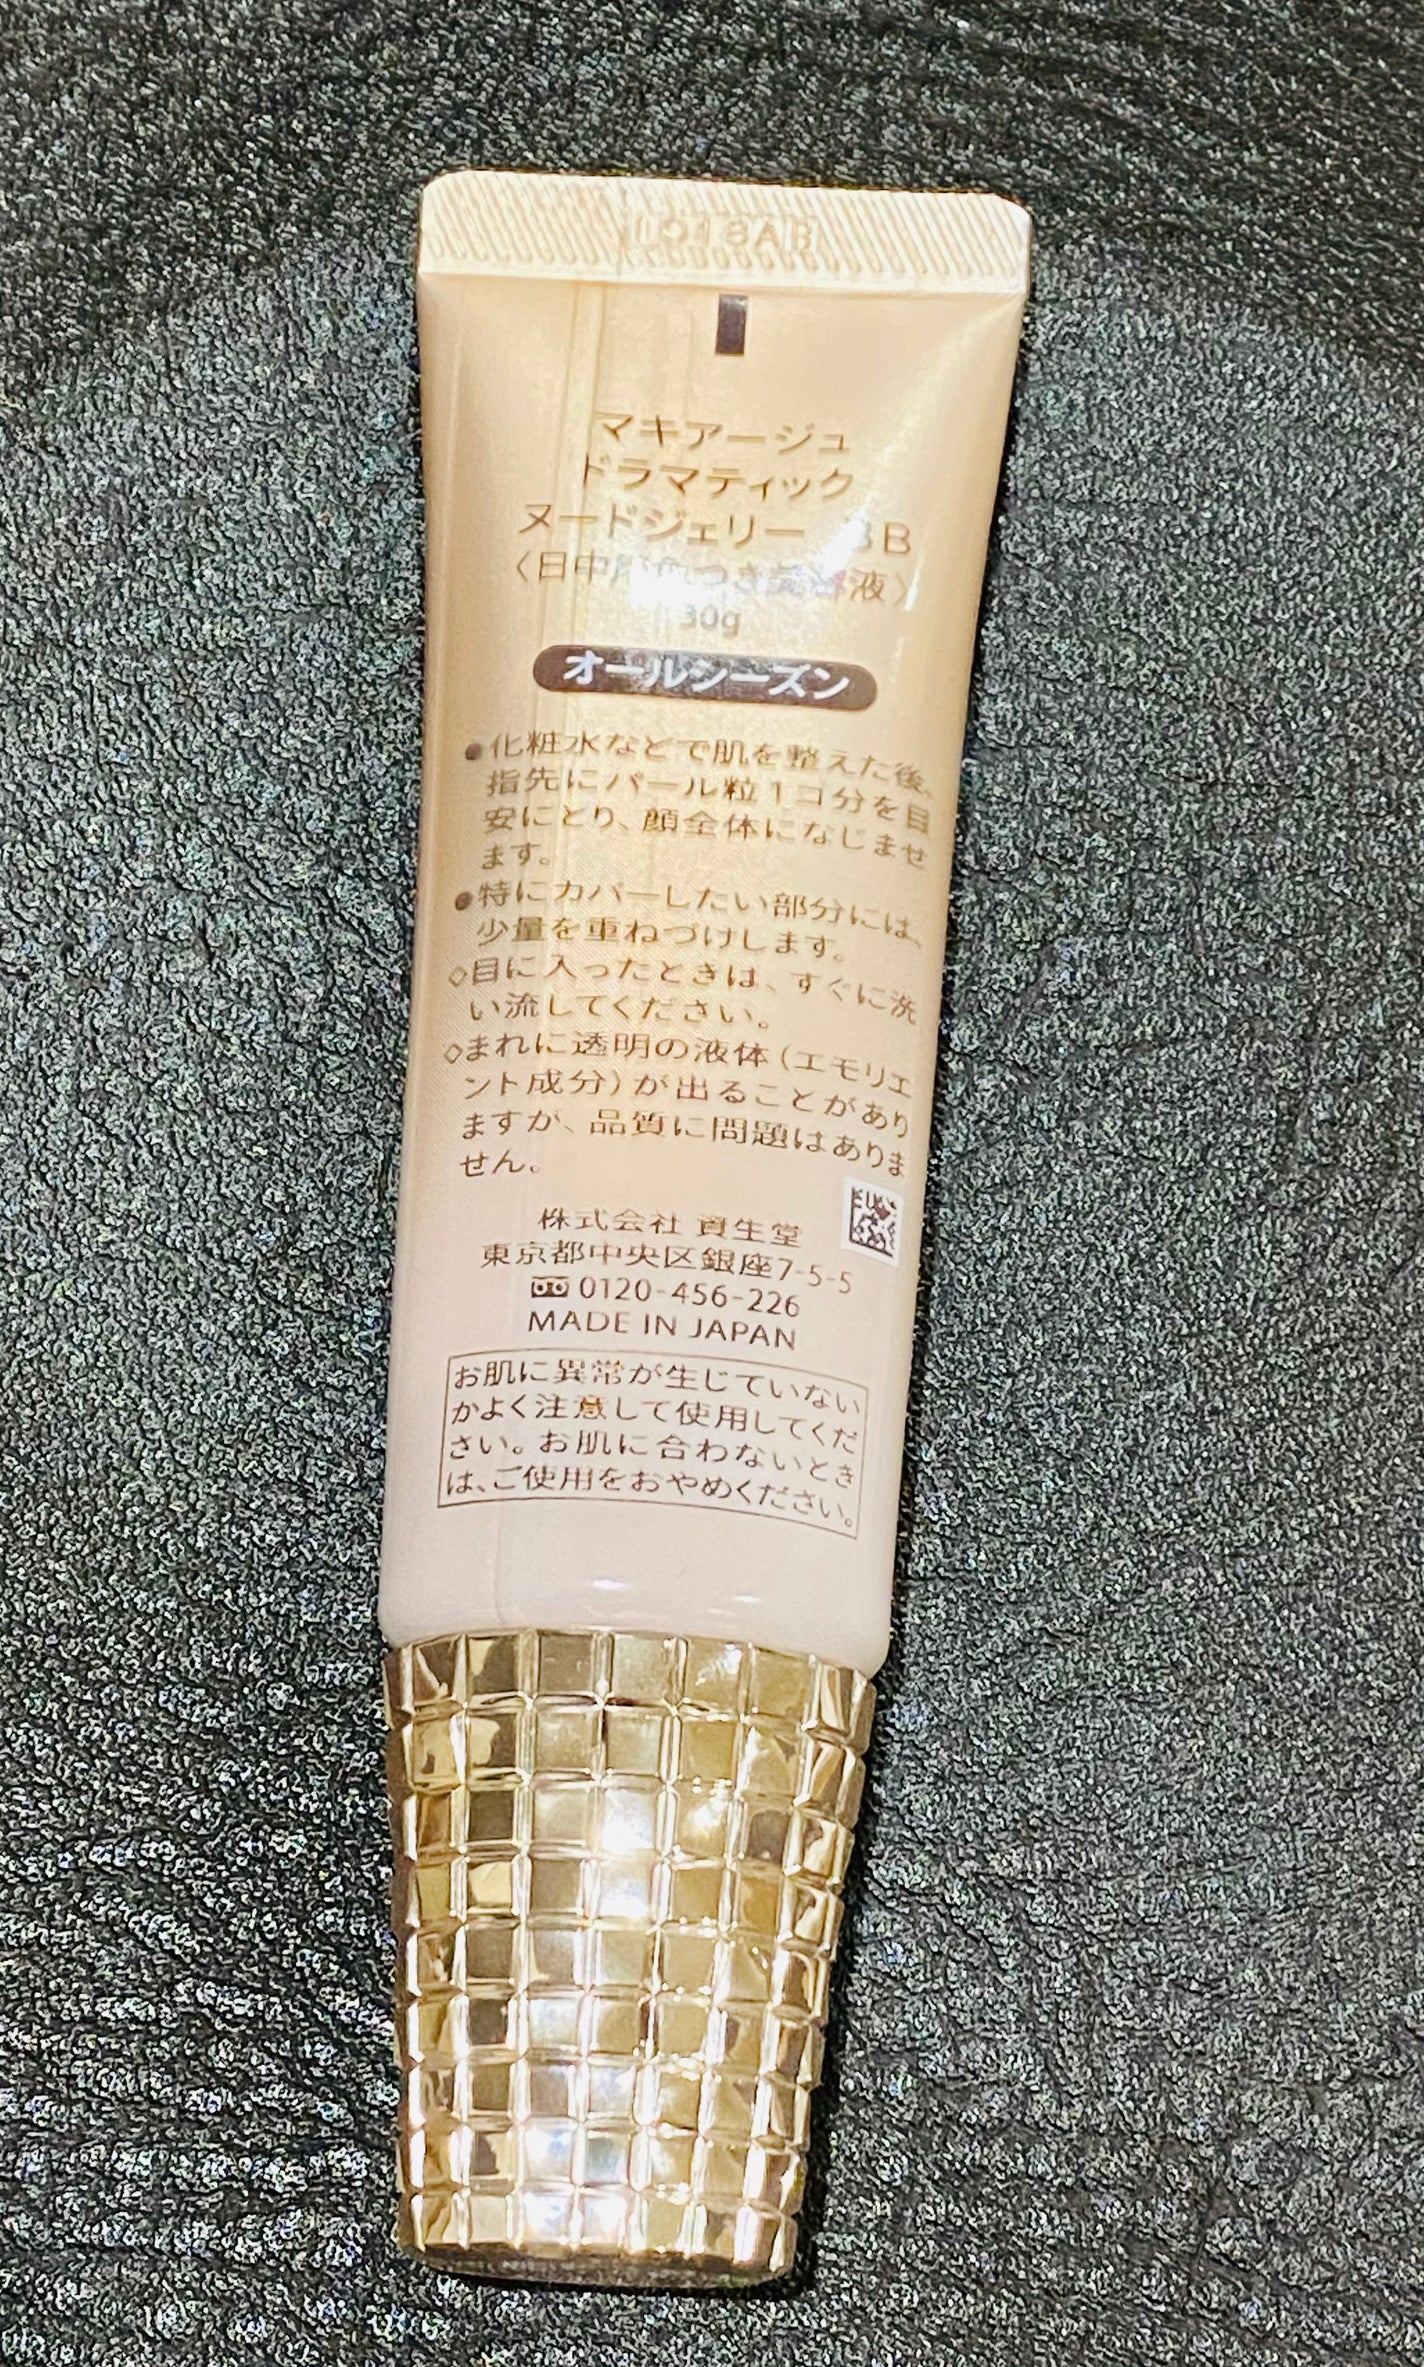 マキアージュ
ドラマティック
ヌードジェリー BB
〈日中用色つき美容液〉
30g
オールシーズン
●化粧水などで肌を整えた後、
指先にパール粒1コ分を目
安にとり、顔全体になじませ
ます。
●特にカバーしたい部分には、
少量を重ねづけします。
◇目に入ったときは、すぐに洗
い流してください。
◇まれに透明の液体(エモリエ
ント成分)が出ることがあり
ますが、品質に問題はありま
せん。
株式会社 資生堂
東京都中央区銀座7-5-5
0120-456-226
MADE IN JAPAN
お肌に異常が生じていない
かよく注意して使用してくだ
さい。お肌に合わないとき
は、ご使用をおやめください。